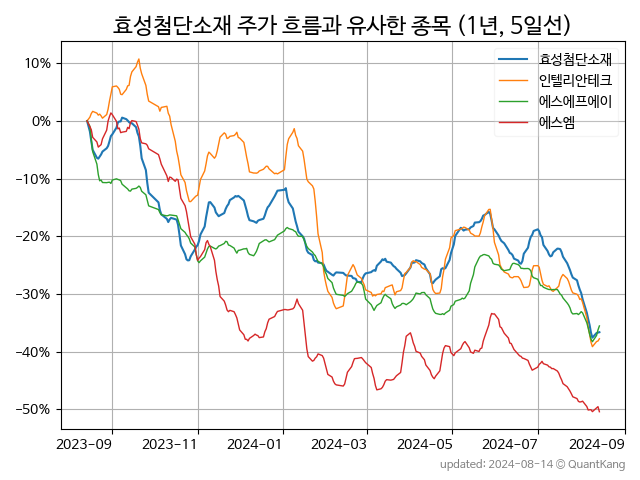 효성첨단소재 주가 흐름과 유사한 종목 (1년, 5일선)
효성첨단소재
인텔리안테크
에스에프에이
에스엠
10%
0%
−10%
−20%
−30%
−40%
−50%
2023−09
2023−11
2024−01
2024−03
2024−05
2024−07
2024−09
updated: 2024−08−14 © QuantKang